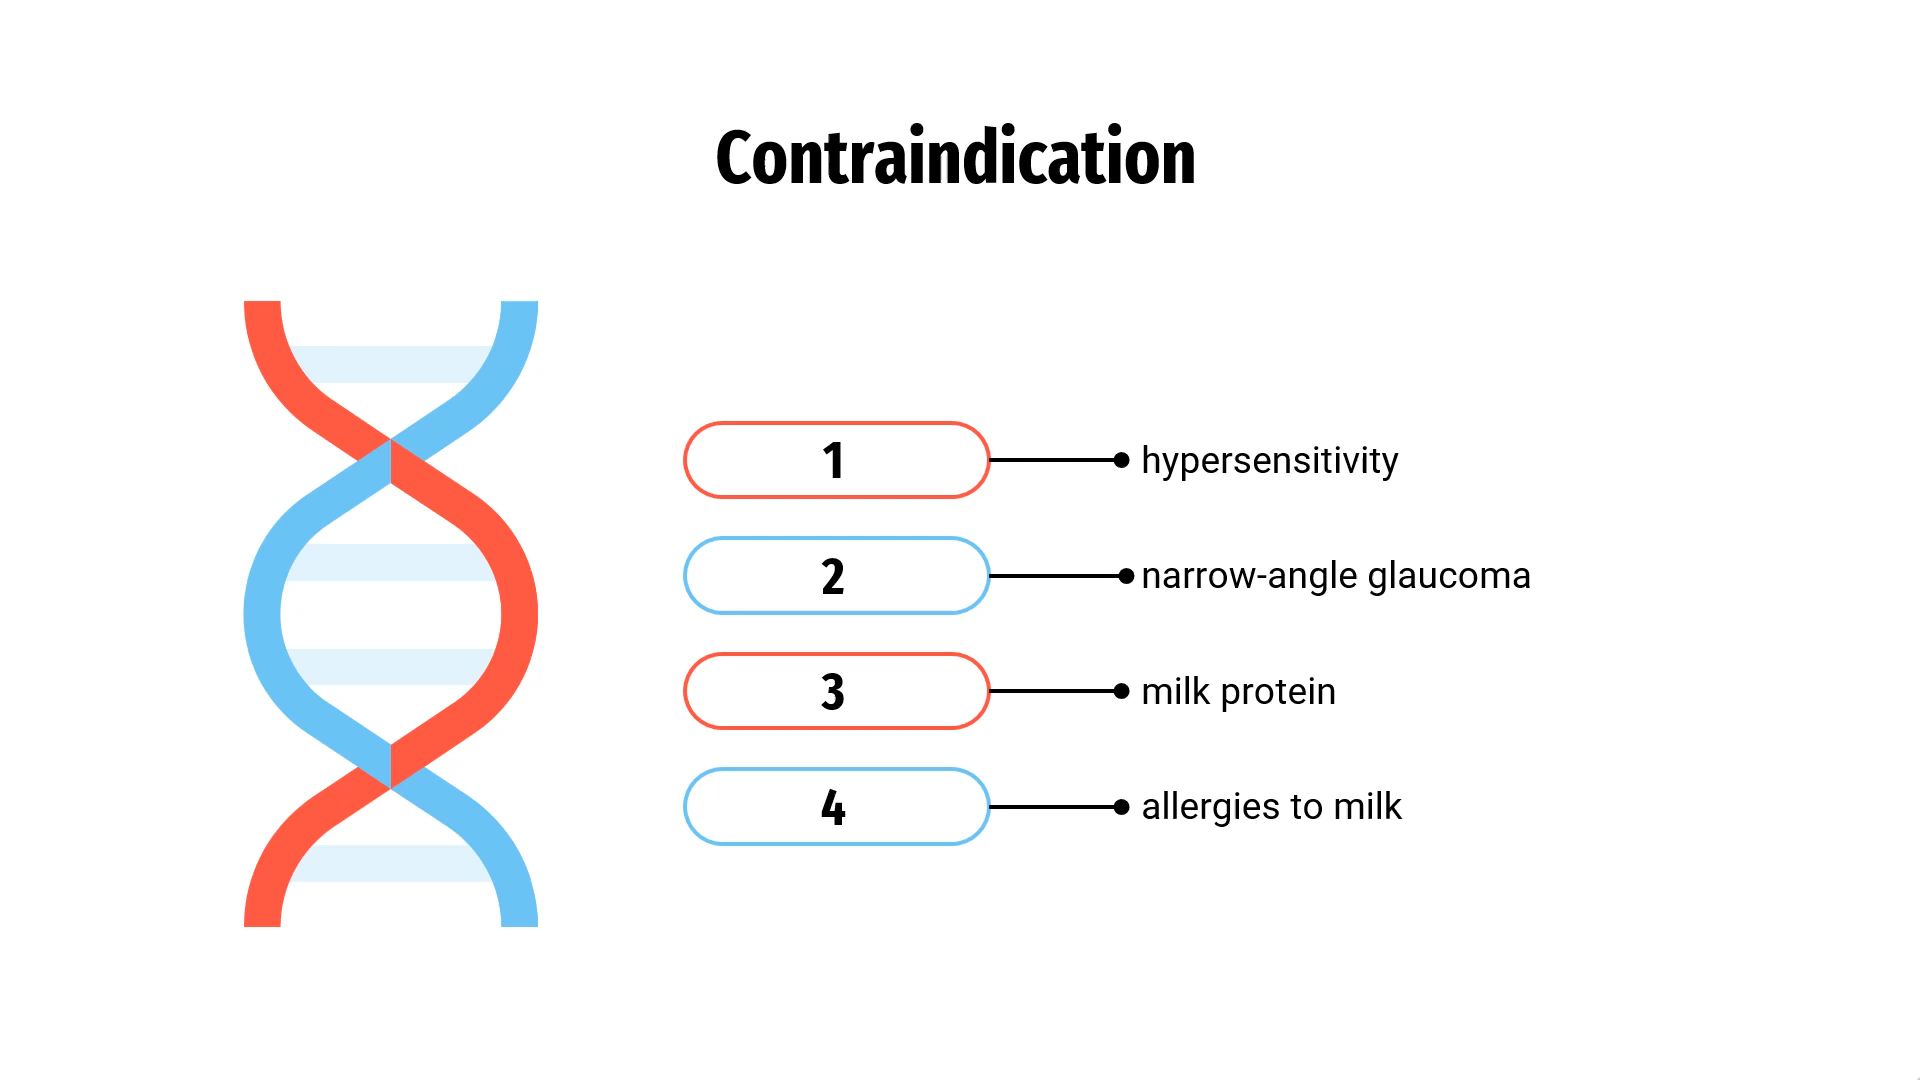 Contraindication
1 hypersensitivity
2 narrow-angle glaucoma
3 milk protein
4 allergies to milk